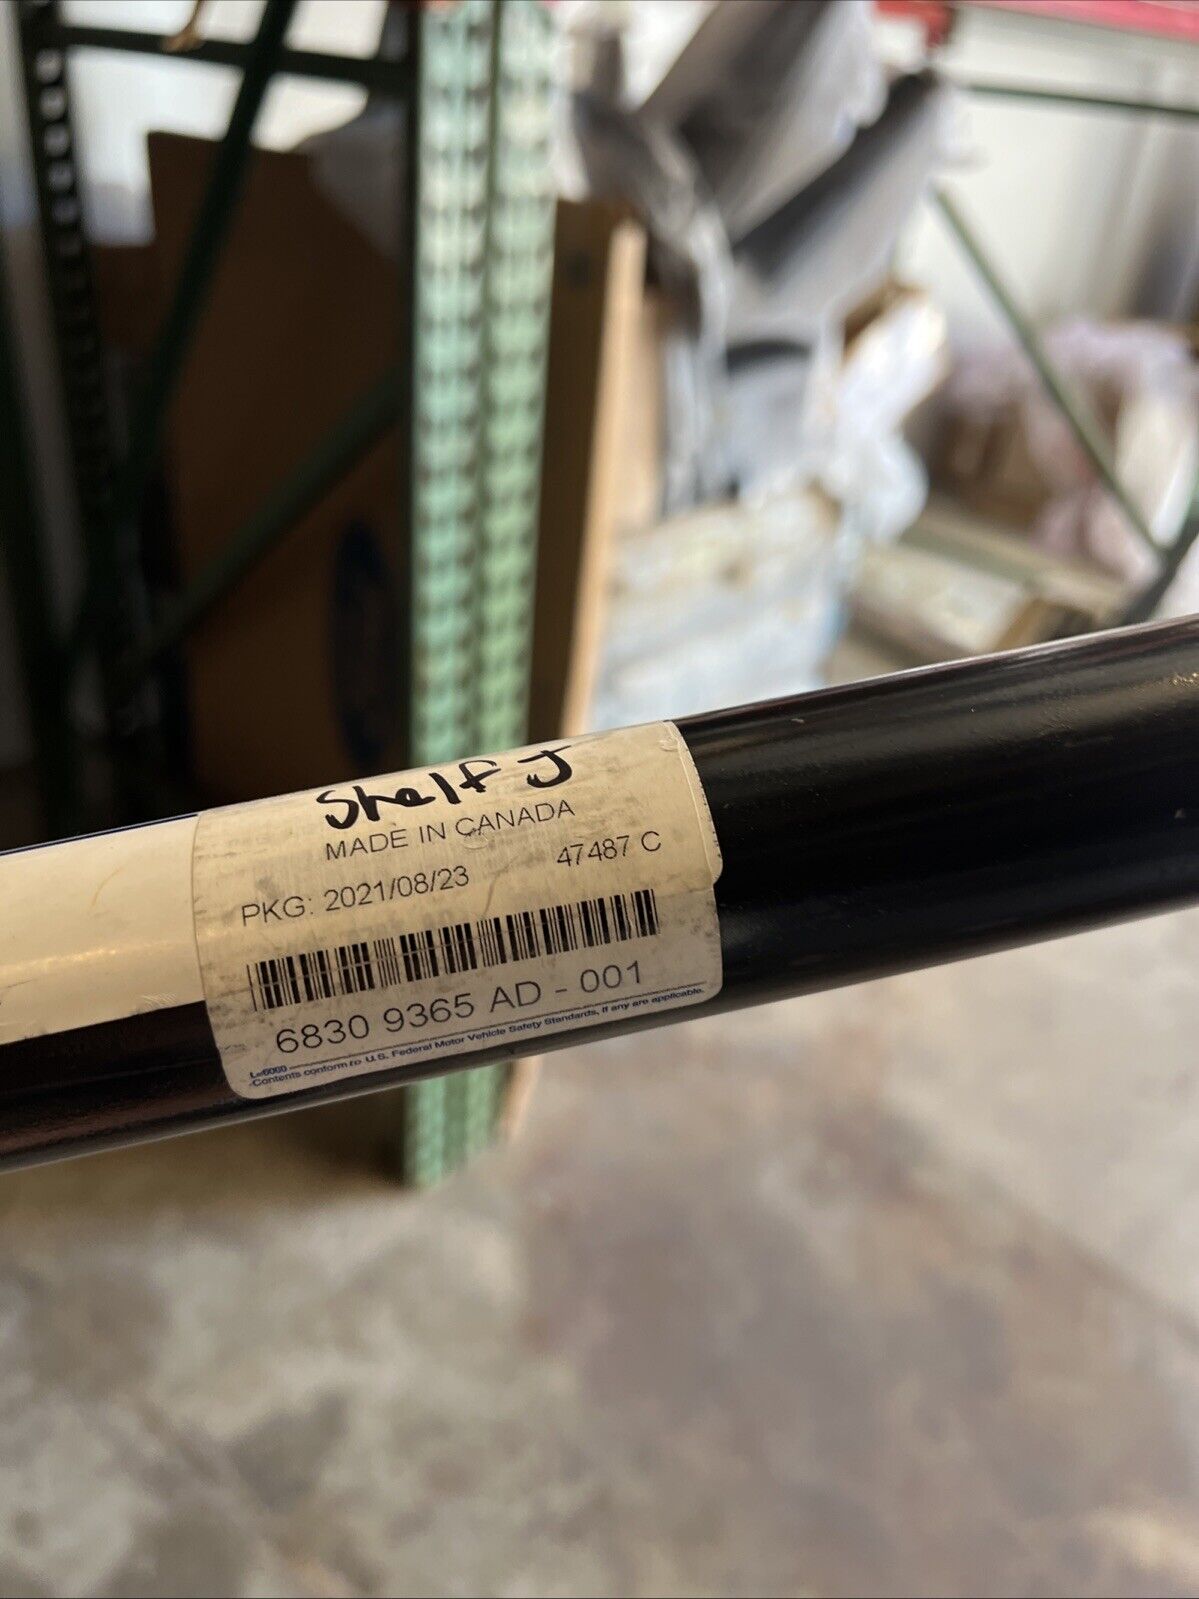 Shelf J
MADE IN CANADA
PKG: 2021/08/23 47487 C
6830 9365 AD - 001
Contents conform to U.S. Federal Motor Vehicle Safety Standards, if any are applicable.